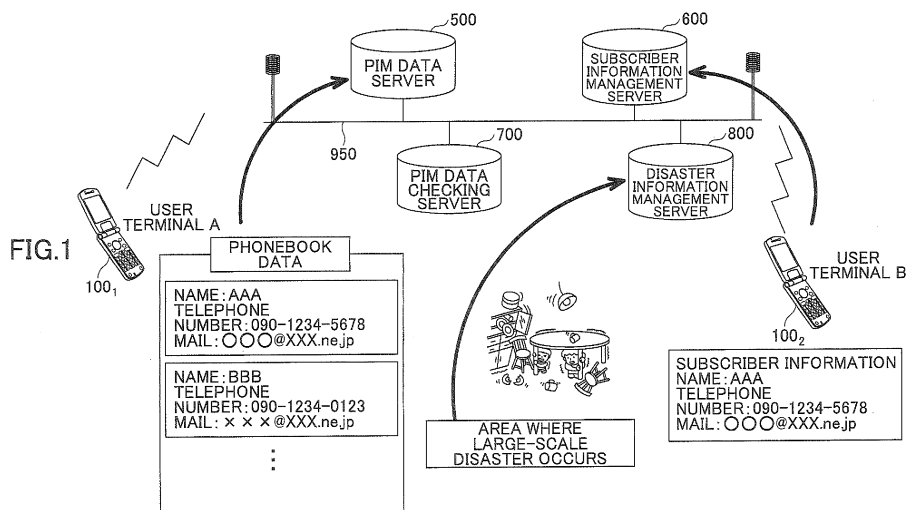 500
PIM DATA
SERVER
600
SUBSCRIBER
INFORMATION
MANAGEMENT
SERVER
950
700
PIM DATA
CHECKING
SERVER
800
DISASTER
INFORMATION
MANAGEMENT
SERVER
FIG.1
USER
TERMINAL A
100₁
PHONEBOOK
DATA
NAME:AAA
TELEPHONE
NUMBER:090-1234-5678
MAIL:○○○@XXX.ne.jp
NAME:BBB
TELEPHONE
NUMBER:090-1234-0123
MAIL:×××@XXX.ne.jp
⋮
AREA WHERE
LARGE-SCALE
DISASTER OCCURS
USER
TERMINAL B
100₂
SUBSCRIBER INFORMATION
NAME:AAA
TELEPHONE
NUMBER:090-1234-5678
MAIL:○○○@XXX.ne.jp